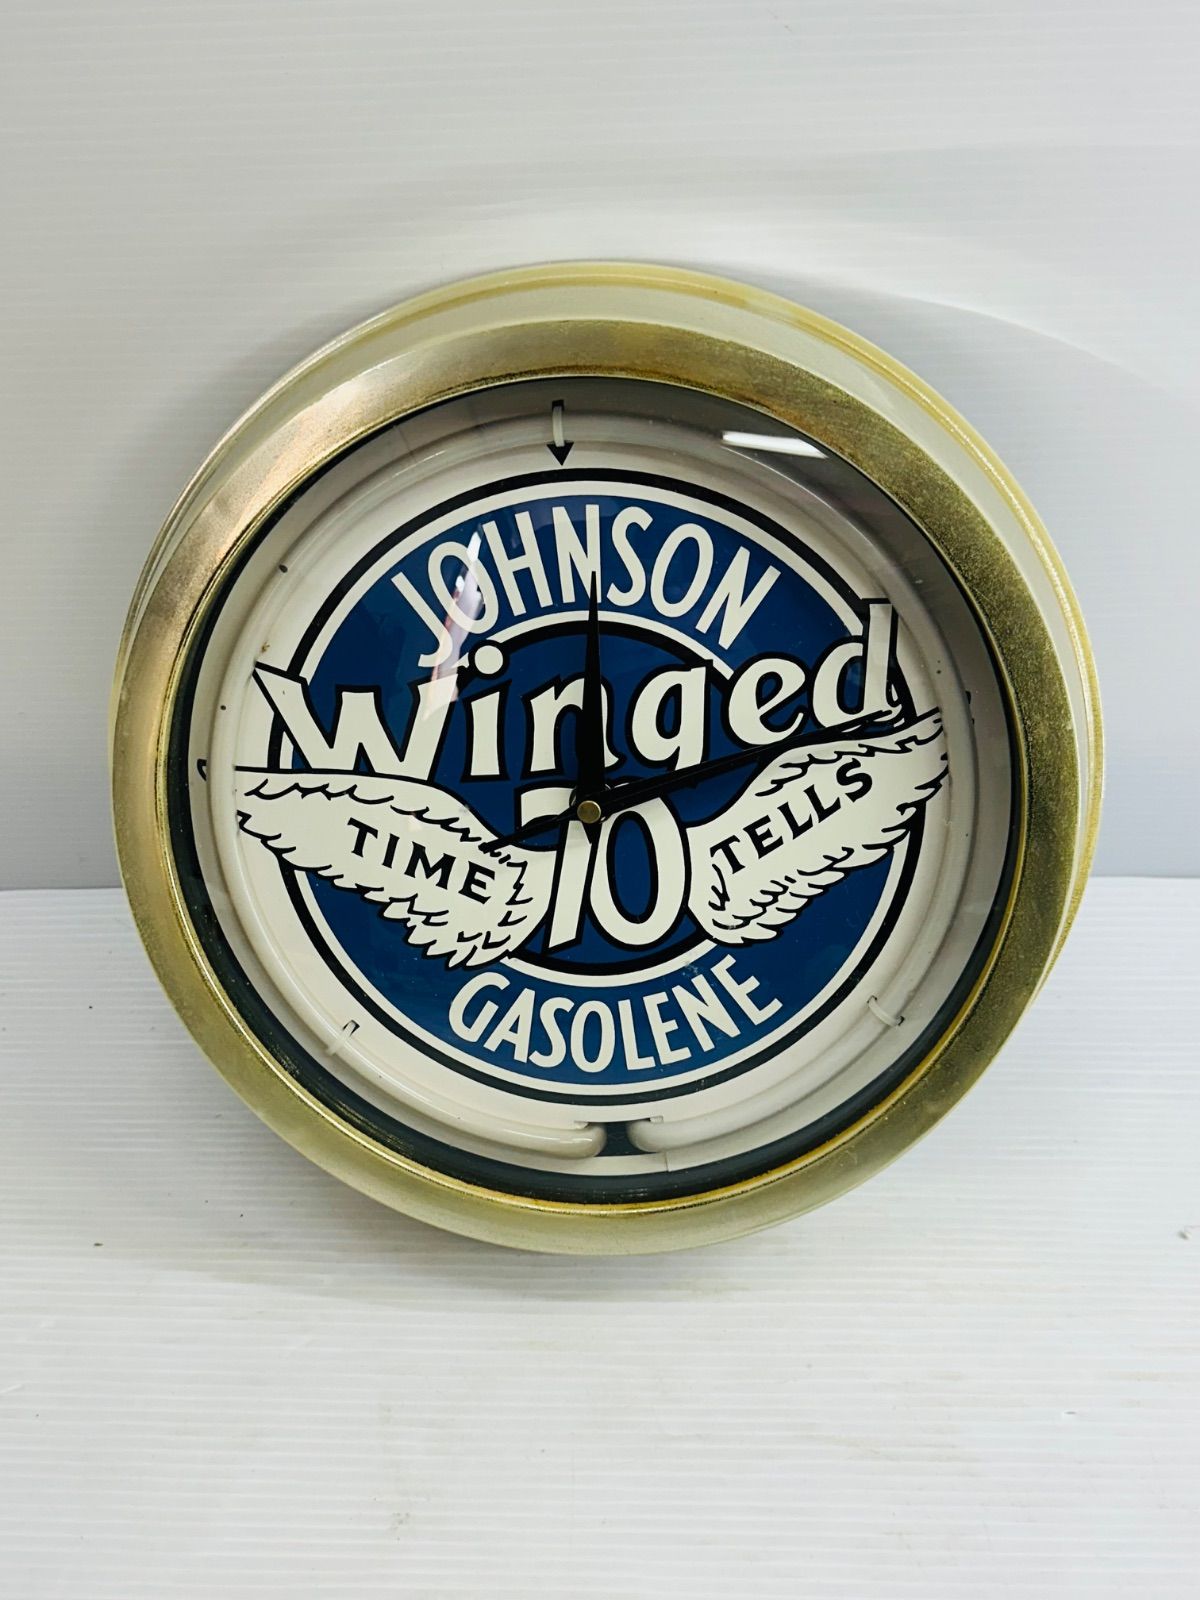 JOHNSON
Winged
TIME 70 TELLS
GASOLENE